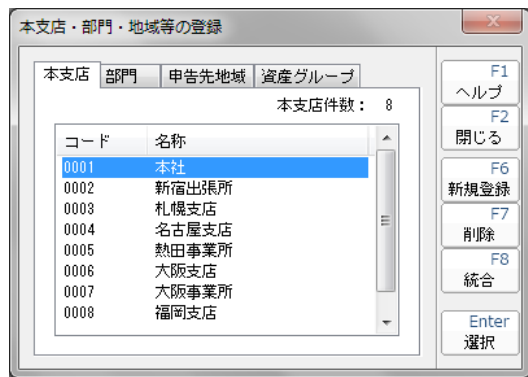 本支店・部門・地域等の登録
本支店 部門 申告先地域 資産グループ
本支店件数： 8
コード 名称
0001 本社
0002 新宿出張所
0003 札幌支店
0004 名古屋支店
0005 熱田事業所
0006 大阪支店
0007 大阪事業所
0008 福岡支店
F1
ヘルプ
F2
閉じる
F6
新規登録
F7
削除
F8
統合
Enter
選択